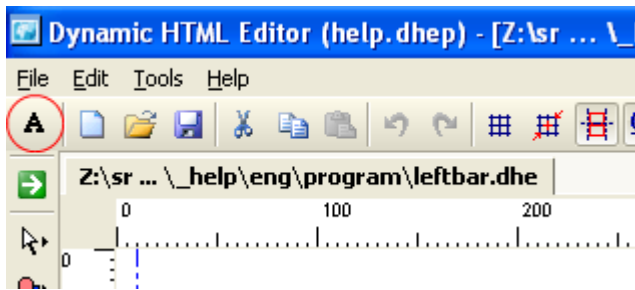 Dynamic HTML Editor (help.dhep) - [Z:\sr ... \_
File Edit Tools Help
A
Z:\sr ... \_help\eng\program\leftbar.dhe
0 100 200
0